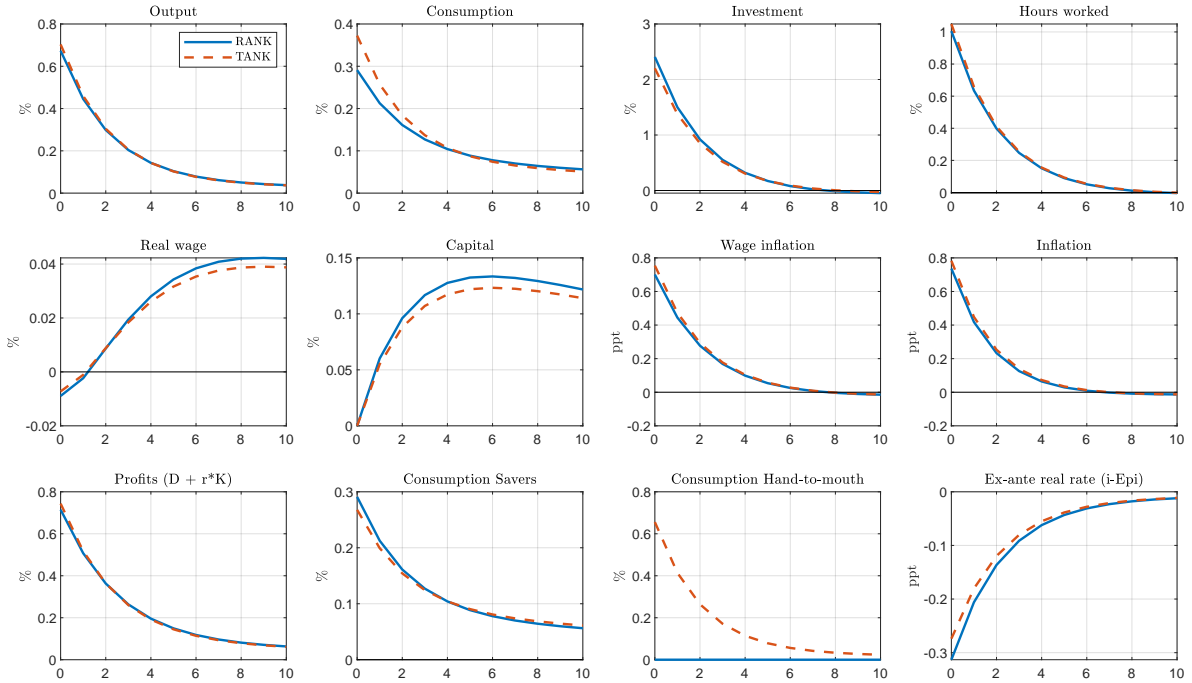 Output
Consumption
Investment
Hours worked
0.8
0.6
0.4
0.2
0
%
RANK
TANK
0 2 4 6 8 10
0.4
0.3
0.2
0.1
0
%
0 2 4 6 8 10
3
2
1
0
%
0 2 4 6 8 10
1
0.8
0.6
0.4
0.2
0
%
0 2 4 6 8 10
Real wage
Capital
Wage inflation
Inflation
0.04
0.02
0
-0.02
%
0 2 4 6 8 10
0.15
0.1
0.05
0
%
0 2 4 6 8 10
0.8
0.6
0.4
0.2
0
-0.2
ppt
0 2 4 6 8 10
0.8
0.6
0.4
0.2
0
-0.2
ppt
0 2 4 6 8 10
Profits (D + r*K)
Consumption Savers
Consumption Hand-to-mouth
Ex-ante real rate (i-Epi)
0.8
0.6
0.4
0.2
0
%
0 2 4 6 8 10
0.3
0.2
0.1
0
%
0 2 4 6 8 10
0.8
0.6
0.4
0.2
0
%
0 2 4 6 8 10
0
-0.1
-0.2
-0.3
ppt
0 2 4 6 8 10